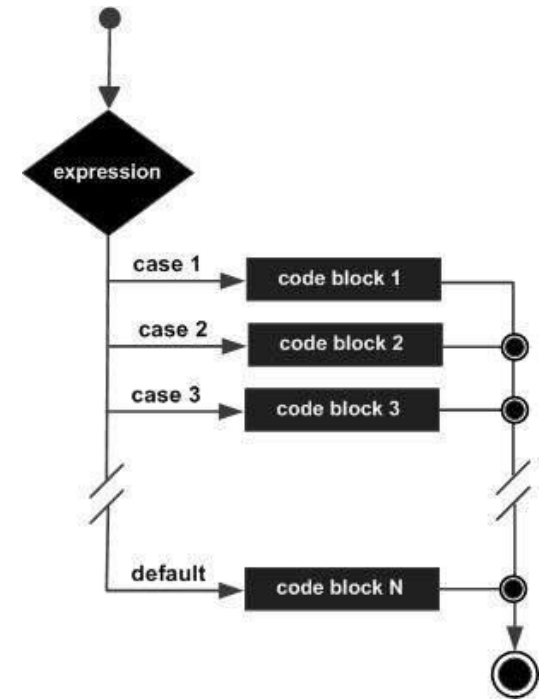 expression
case 1
code block 1
case 2
code block 2
case 3
code block 3
default
code block N